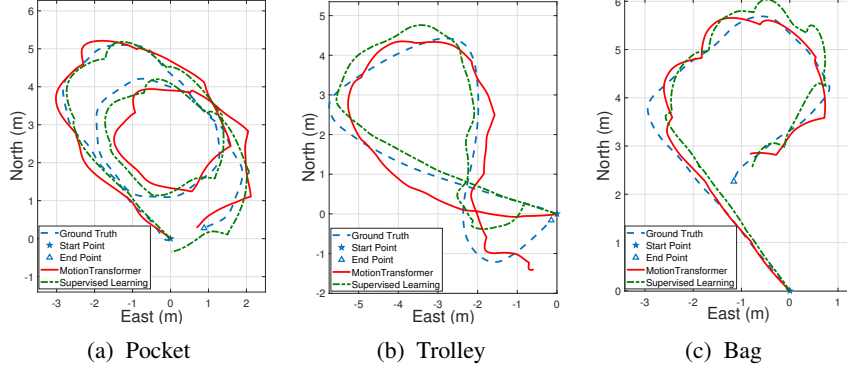 6
5
4
3
2
1
0
-1
North (m)
Ground Truth
Start Point
End Point
MotionTransformer
Supervised Learning
-3 -2 -1 0 1 2
East (m)
(a) Pocket
5
4
3
2
1
0
-1
-2
North (m)
Ground Truth
Start Point
End Point
MotionTransformer
Supervised Learning
-5 -4 -3 -2 -1 0
East (m)
(b) Trolley
6
5
4
3
2
1
0
North (m)
Ground Truth
Start Point
End Point
MotionTransformer
Supervised Learning
-3 -2 -1 0 1
East (m)
(c) Bag